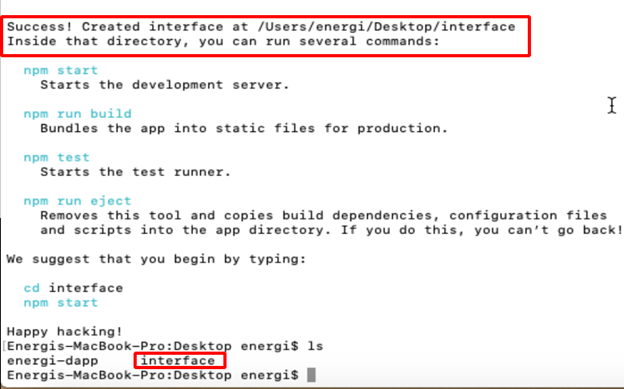 Success! Created interface at /Users/energi/Desktop/interface
Inside that directory, you can run several commands:
npm start
Starts the development server.
npm run build
Bundles the app into static files for production.
npm test
Starts the test runner.
npm run eject
Removes this tool and copies build dependencies, configuration files
and scripts into the app directory. If you do this, you can’t go back!
We suggest that you begin by typing:
cd interface
npm start
Happy hacking!
[Energis-MacBook-Pro:Desktop energi$ ls
energi-dapp interface
Energis-MacBook-Pro:Desktop energi$